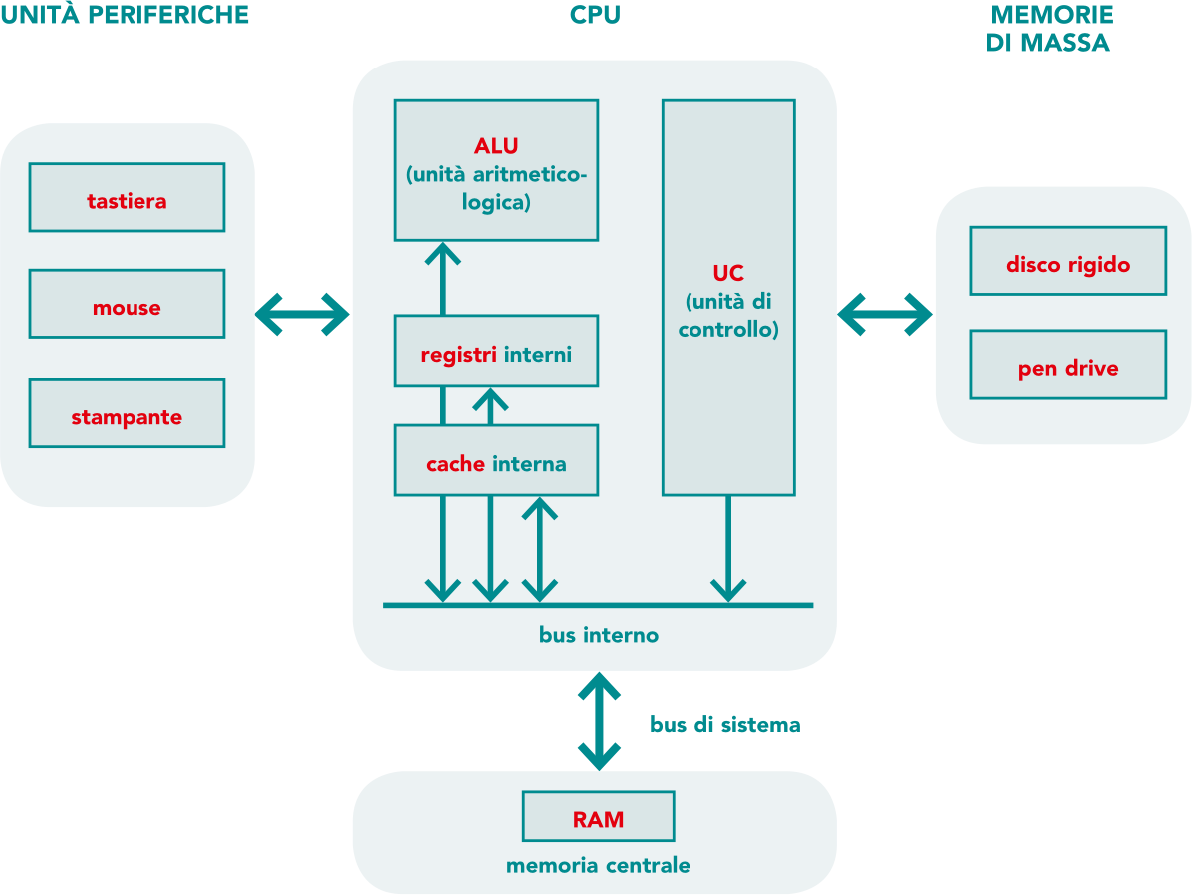 UNITÀ PERIFERICHE
CPU
MEMORIE
DI MASSA
tastiera
mouse
stampante
ALU
(unità aritmetico-
logica)
registri interni
cache interna
UC
(unità di
controllo)
bus interno
disco rigido
pen drive
bus di sistema
RAM
memoria centrale